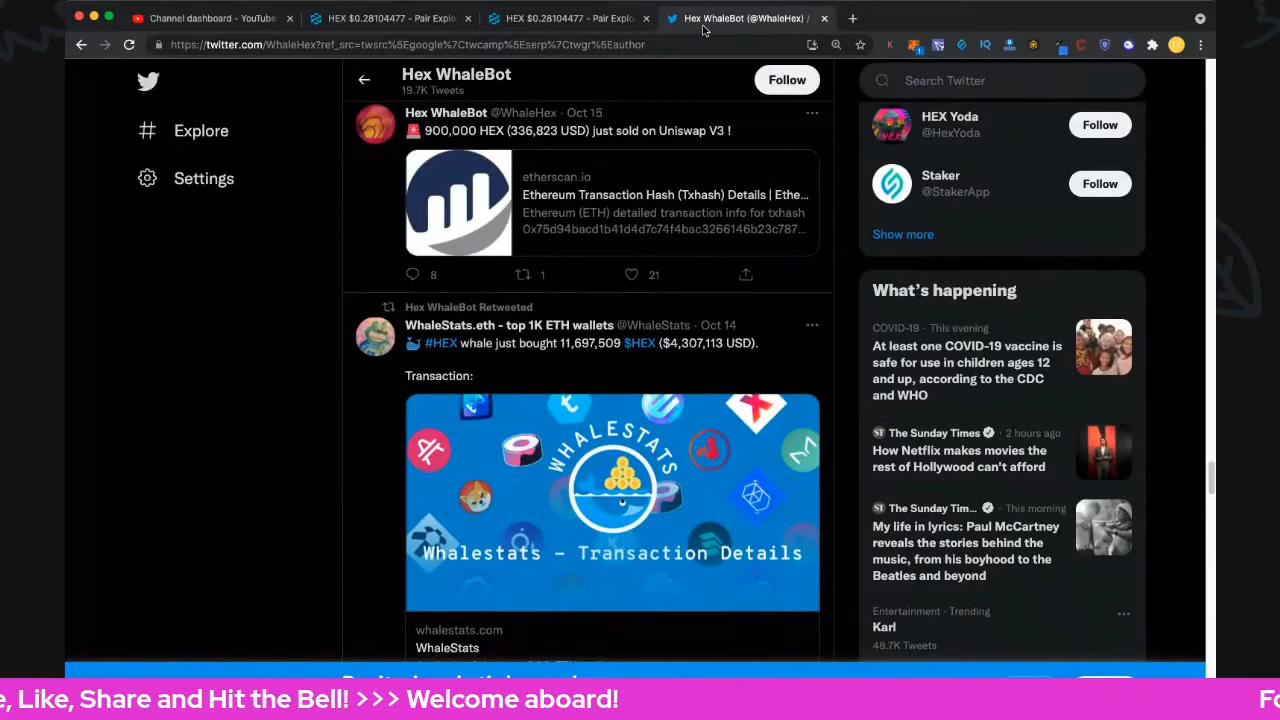 Channel dashboard - YouTube
HEX $0.28104477 - Pair Explo
HEX $0.28104477 - Pair Explo
Hex WhaleBot (@WhaleHex) /
https://twitter.com/WhaleHex?ref_src=twsrc%5Egoogle%7Ctwcamp%5Eserp%7Ctwgr%5Eauthor
Explore
Settings
Hex WhaleBot
19.7K Tweets
Follow
Hex WhaleBot @WhaleHex · Oct 15
🚨 900,000 HEX (336,823 USD) just sold on Uniswap V3 !
etherscan.io
Ethereum Transaction Hash (Txhash) Details | Ethe...
Ethereum (ETH) detailed transaction info for txhash
0x75d94bacd1b41d4d7c74f4bac3266146b23c787...
8 1 21
Hex WhaleBot Retweeted
WhaleStats.eth - top 1K ETH wallets @WhaleStats · Oct 14
🐳 #HEX whale just bought 11,697,509 $HEX ($4,307,113 USD).
Transaction:
WHALESTATS
Whalestats - Transaction Details
whalestats.com
WhaleStats
Search Twitter
HEX Yoda
@HexYoda
Follow
Staker
@StakerApp
Follow
Show more
What's happening
COVID-19 · This evening
At least one COVID-19 vaccine is
safe for use in children ages 12
and up, according to the CDC
and WHO
The Sunday Times · 2 hours ago
How Netflix makes movies the
rest of Hollywood can't afford
The Sunday Tim... · This morning
My life in lyrics: Paul McCartney
reveals the stories behind the
music, from his boyhood to the
Beatles and beyond
Entertainment · Trending
Karl
48.7K Tweets
e, Like, Share and Hit the Bell! >>> Welcome aboard!
Fo